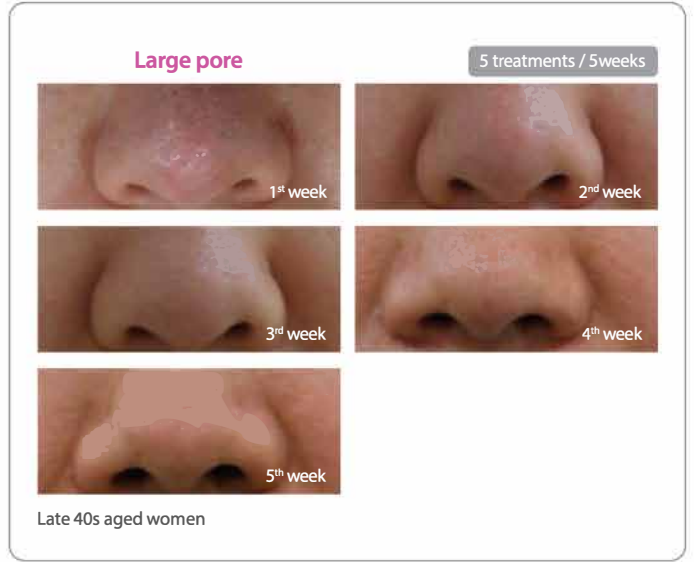 Large pore
5 treatments / 5weeks
1st week
2nd week
3rd week
4th week
5th week
Late 40s aged women